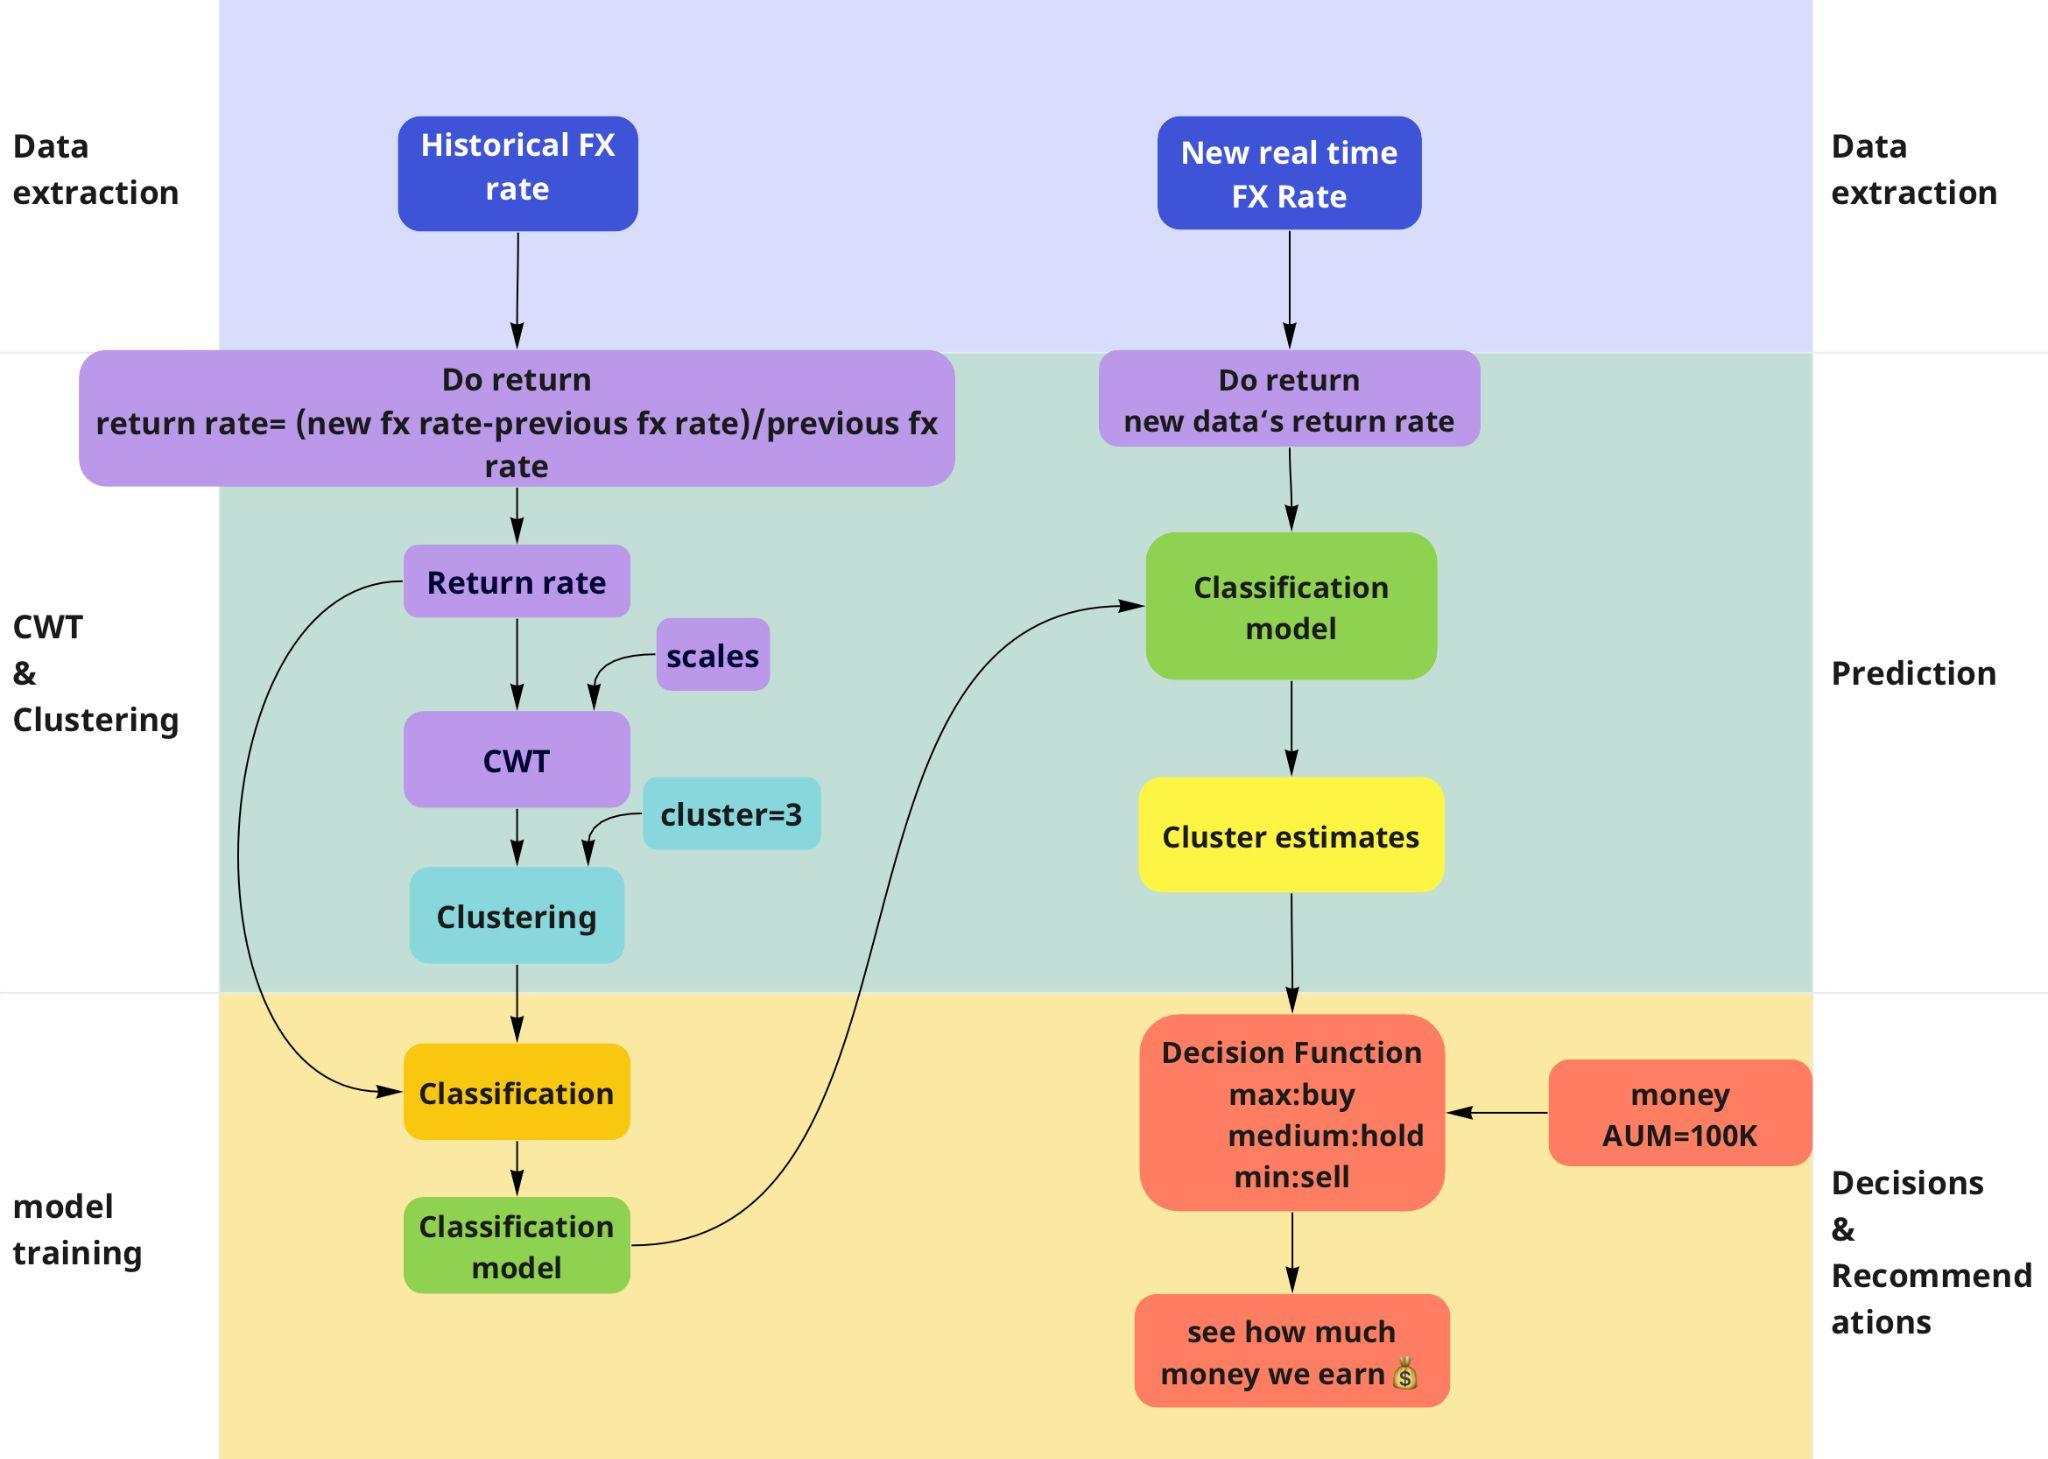 Data
extraction
Historical FX
rate
New real time
FX Rate
Data
extraction
Do return
return rate= (new fx rate-previous fx rate)/previous fx
rate
Do return
new data‘s return rate
CWT
&
Clustering
Return rate
scales
CWT
cluster=3
Clustering
Classification
model
Cluster estimates
Prediction
model
training
Classification
Classification
model
Decision Function
max:buy
medium:hold
min:sell
money
AUM=100K
see how much
money we earn💰
Decisions
&
Recommend
ations